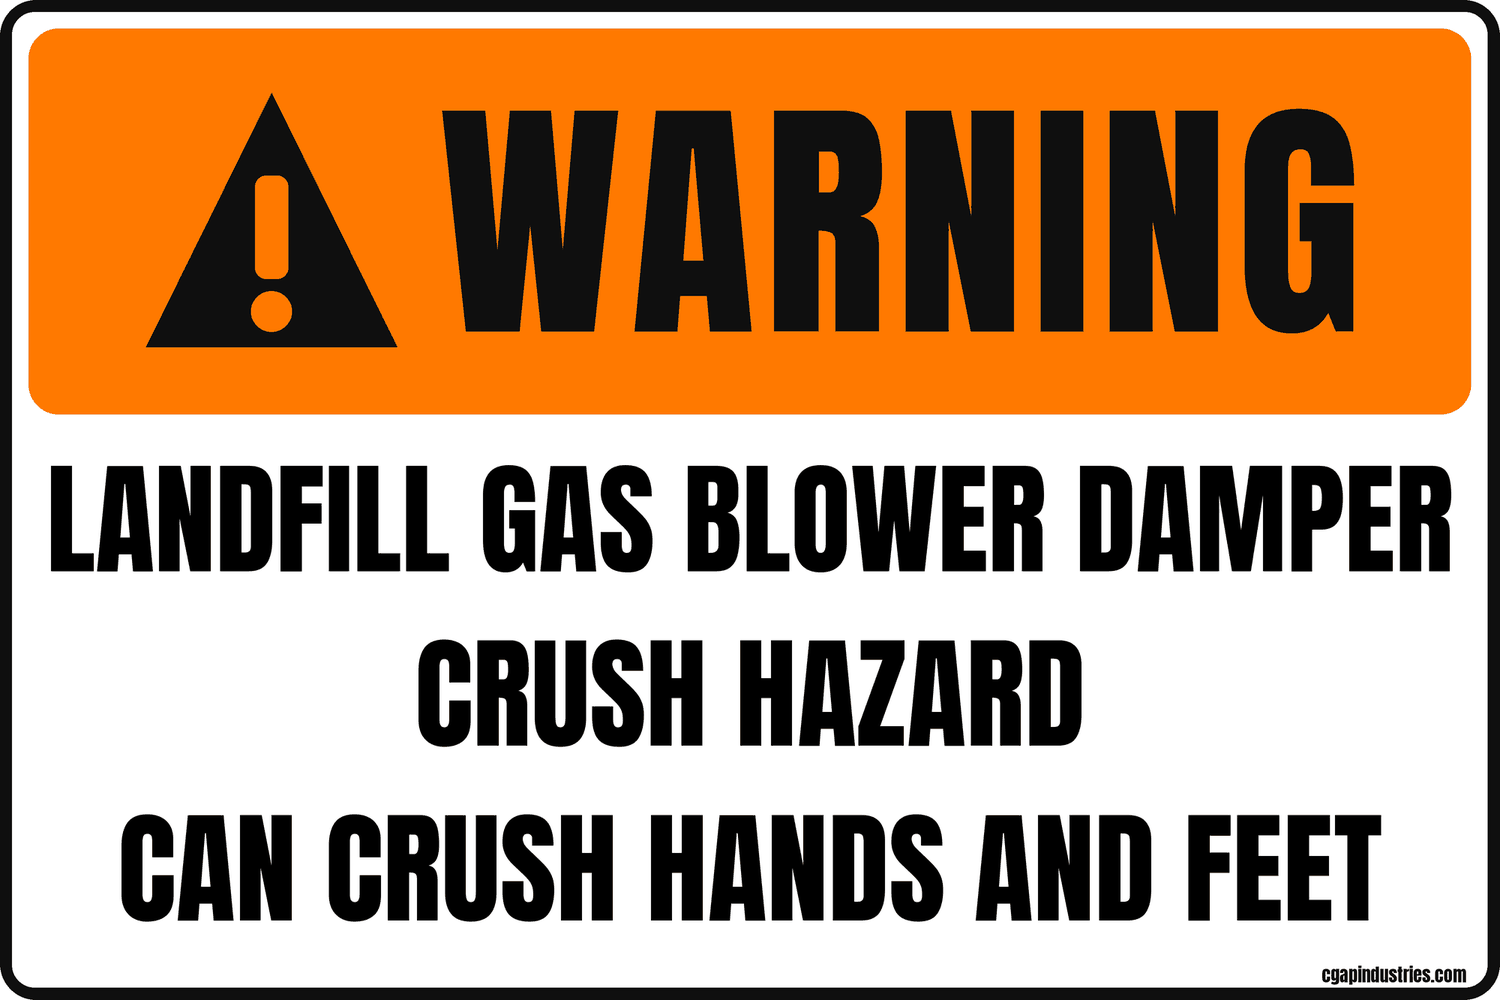 WARNING
LANDFILL GAS BLOWER DAMPER
CRUSH HAZARD
CAN CRUSH HANDS AND FEET
cgapindustries.com